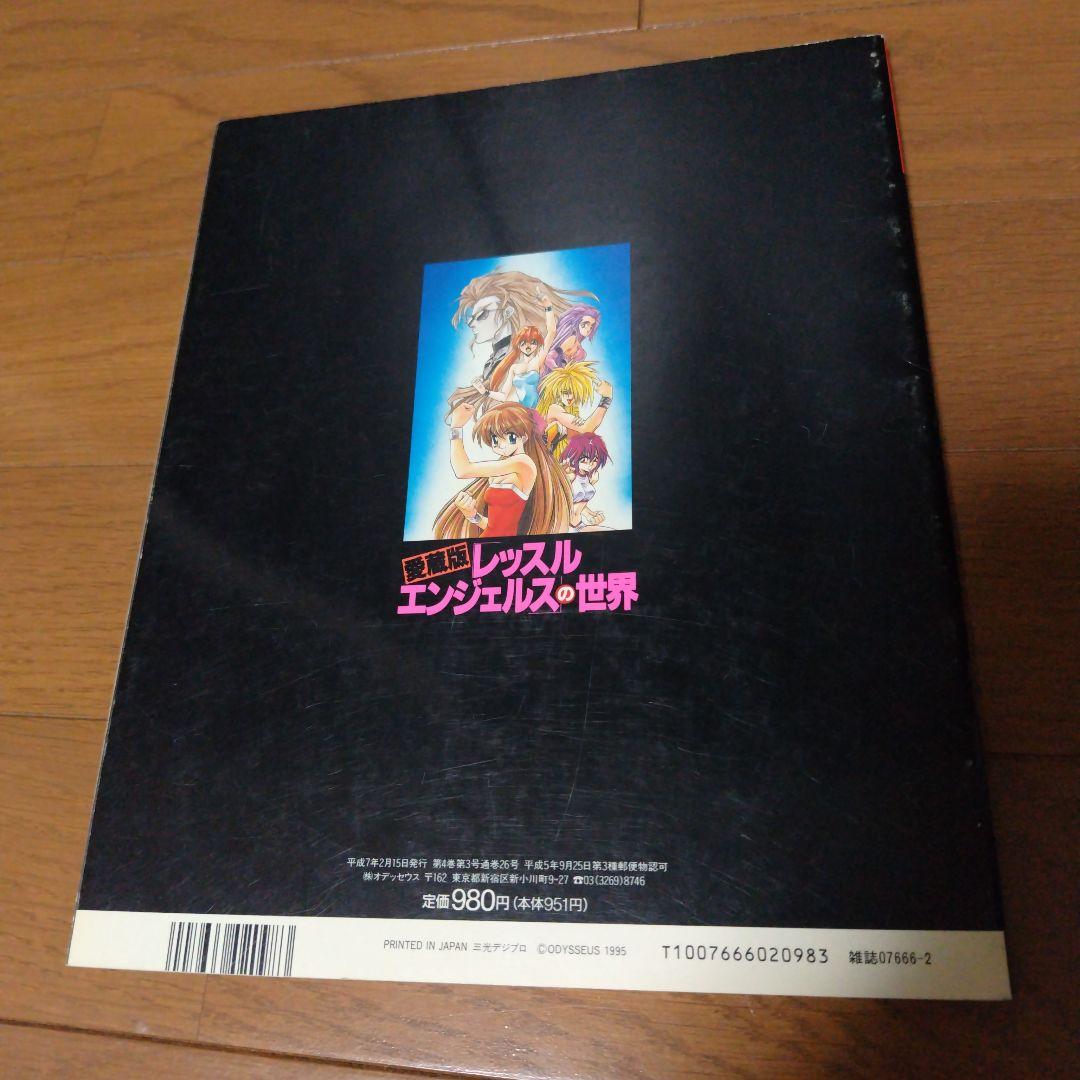 愛蔵版「レッスル
エンジェルス」の世界
平成7年2月15日発行 第4巻第3号通巻26号 平成5年9月25日第3種郵便物認可
㈱オデッセウス 〒162 東京都新宿区新小川町9-27 ☎03(3269)8746
定価980円(本体951円)
PRINTED IN JAPAN 三光デジプロ ©ODYSSEUS 1995 T1007666020983 雑誌07666-2